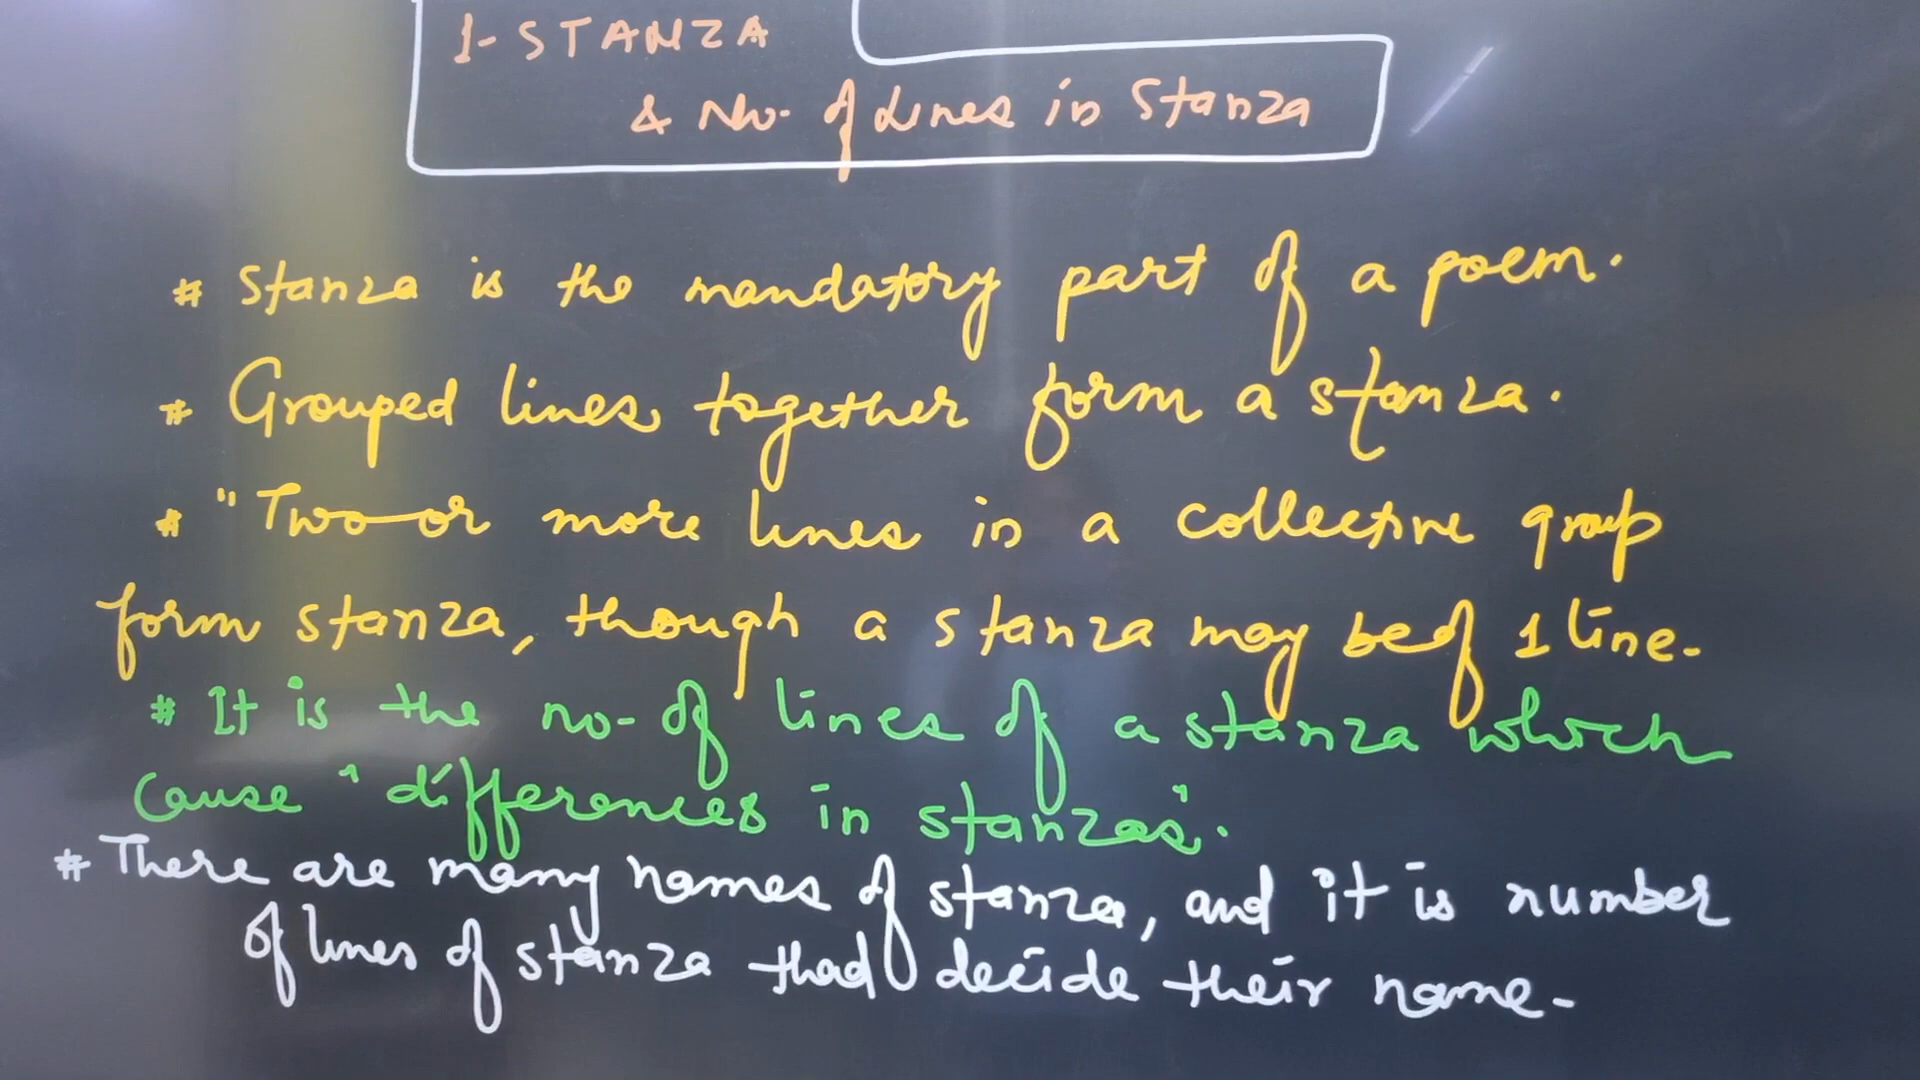 1- STANZA
& No. of Lines in Stanza
# Stanza is the mandatory part of a poem.
# Grouped lines together form a stanza.
# "Two or more lines in a collective group
form stanza, though a stanza may be of 1 line.
# It is the no. of lines of a stanza which
cause "differences in stanzas".
# There are many names of stanza, and it is number
of lines of stanza thad decide their name.